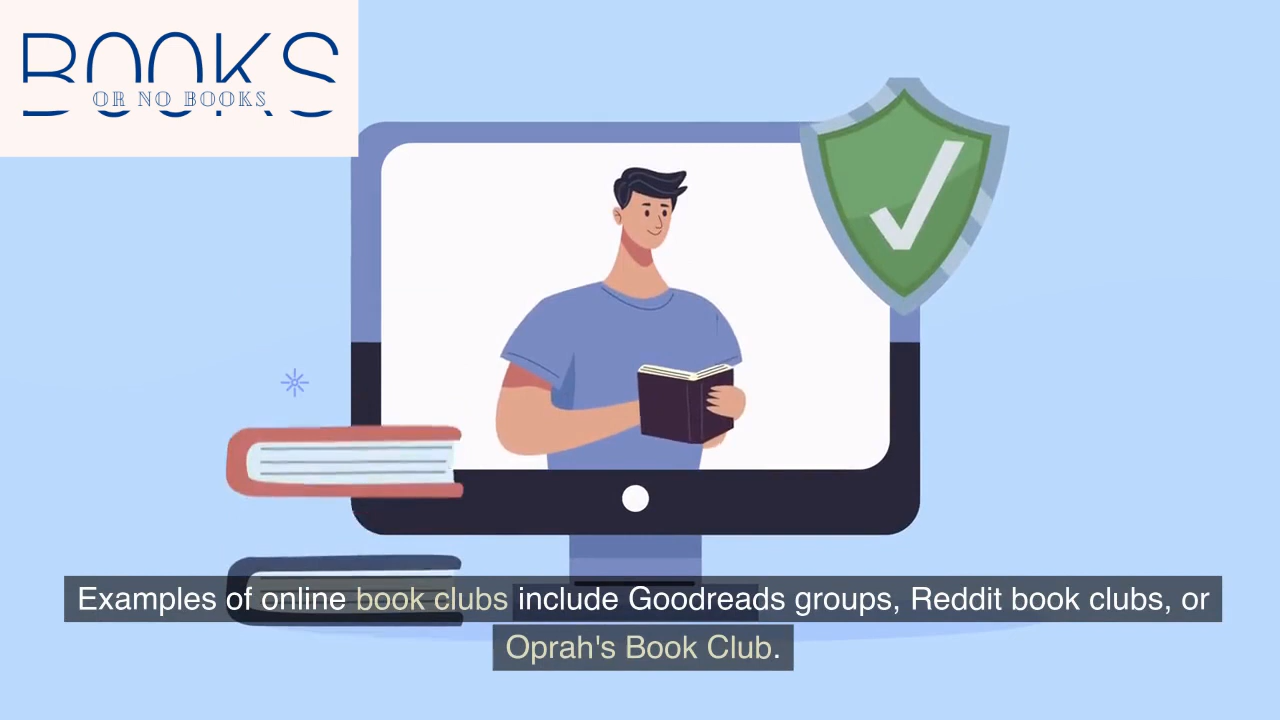 BOOKS
OR NO BOOKS
Examples of online book clubs include Goodreads groups, Reddit book clubs, or
Oprah's Book Club.